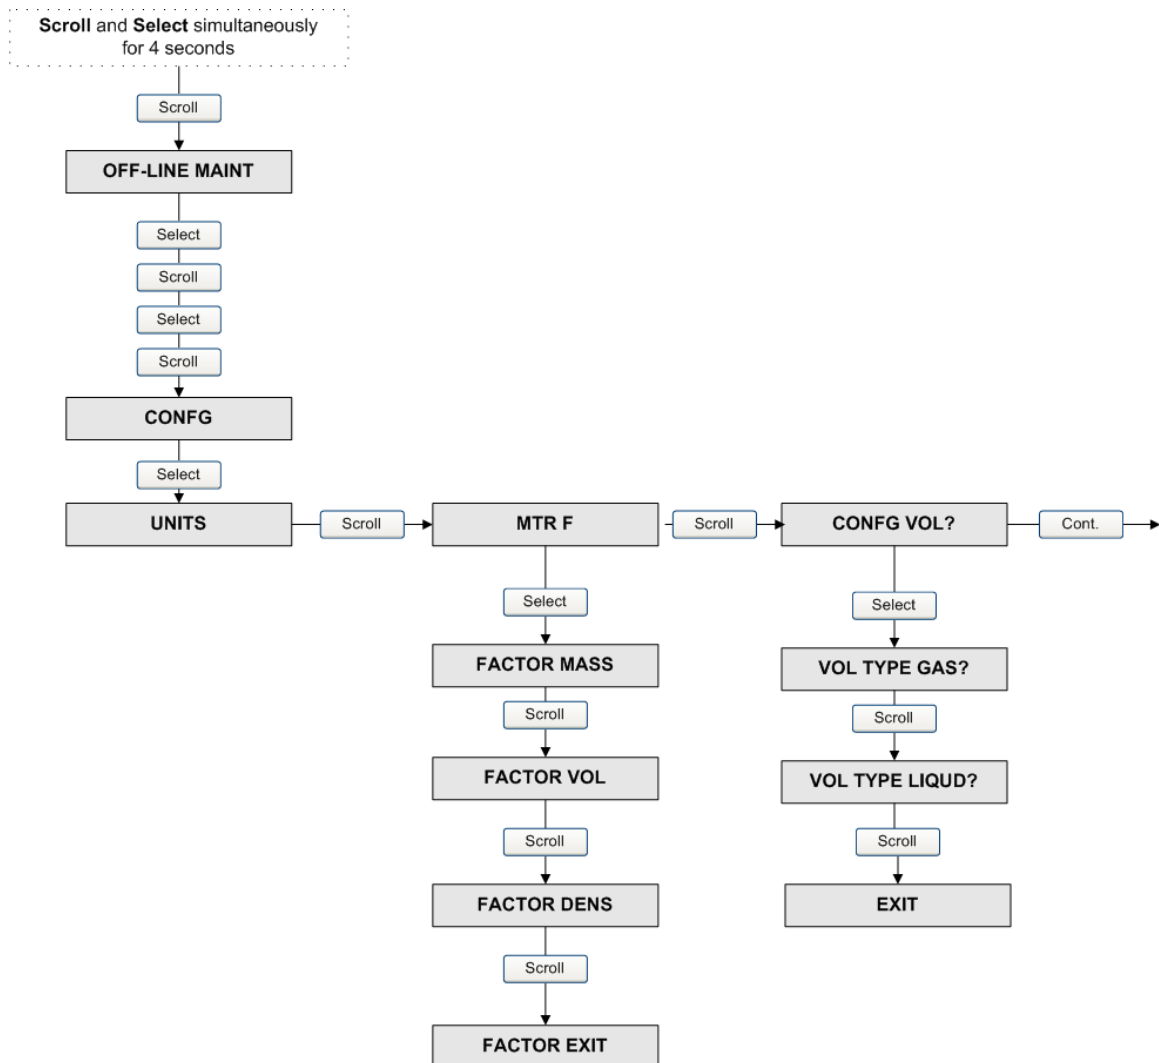 Scroll and Select simultaneously
for 4 seconds
Scroll
OFF-LINE MAINT
Select
Scroll
Select
Scroll
CONFG
Select
UNITS
Scroll
MTR F
Scroll
CONFG VOL?
Cont.
Select
FACTOR MASS
Scroll
FACTOR VOL
Scroll
FACTOR DENS
Scroll
FACTOR EXIT
Select
VOL TYPE GAS?
Scroll
VOL TYPE LIQUD?
Scroll
EXIT